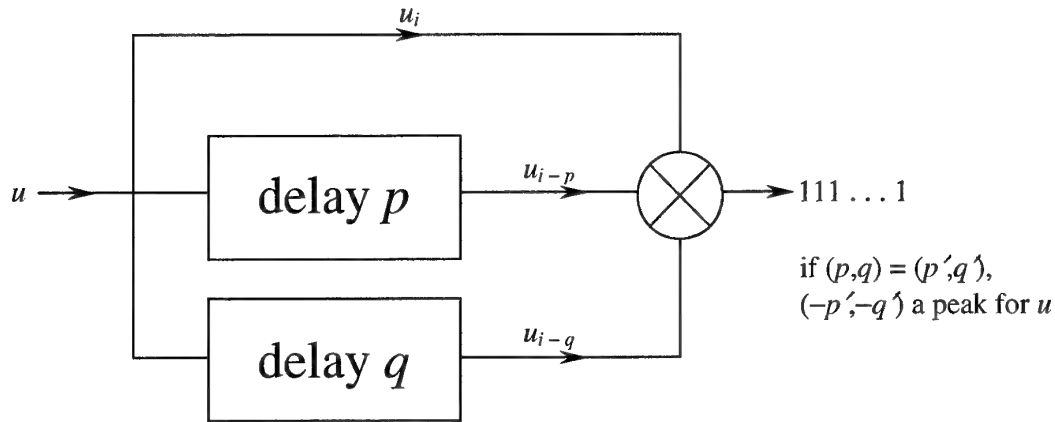 u_i
u
delay p
u_{i-p}
111 ... 1
if (p,q) = (p′,q′),
(−p′,−q′) a peak for u
delay q
u_{i-q}